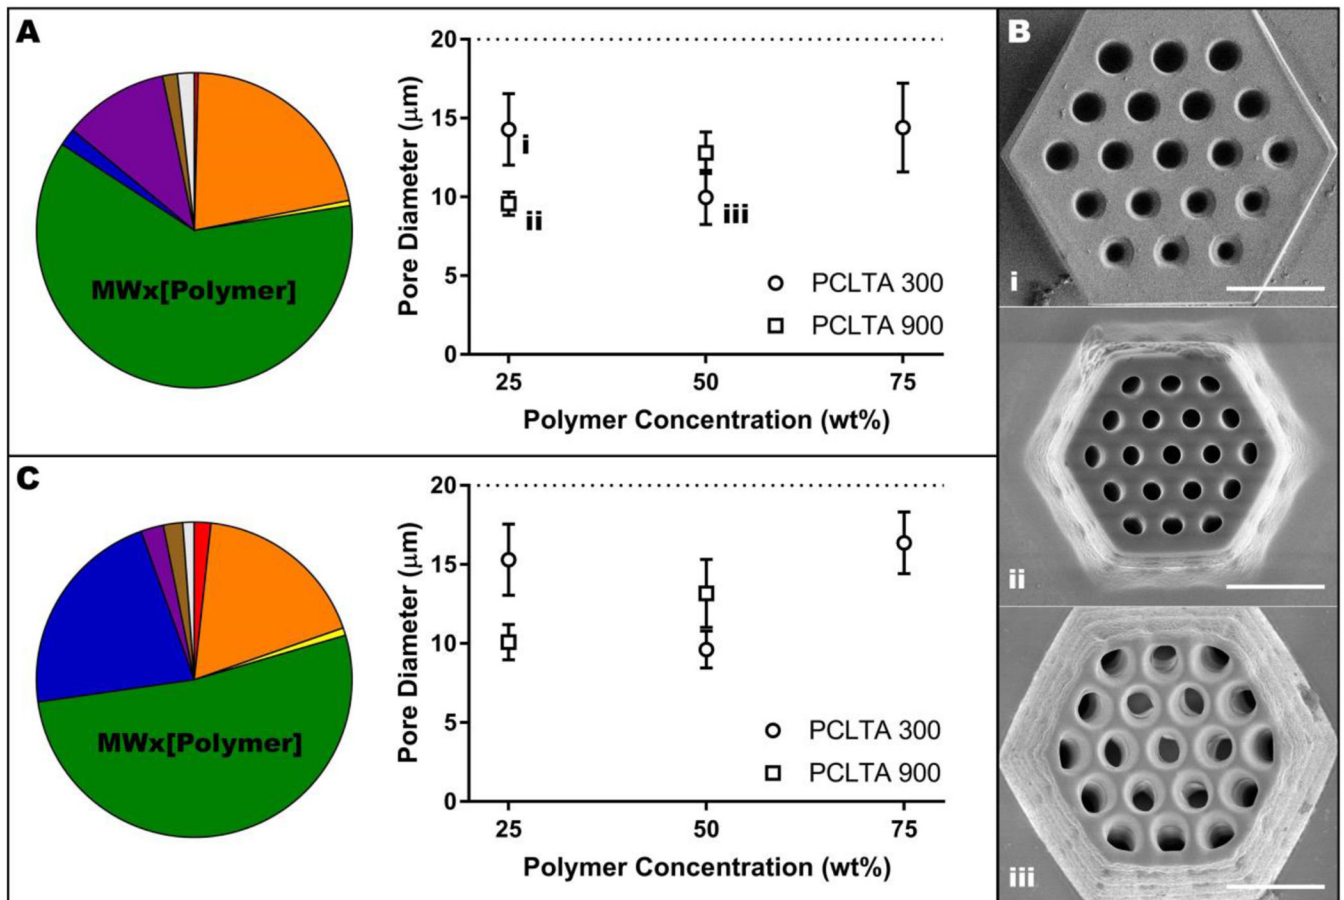 A
MWx[Polymer]
20
15
10
5
0
Pore Diameter (μm)
i
ii
iii
PCLTA 300
PCLTA 900
25 50 75
Polymer Concentration (wt%)
B
i
ii
iii
C
MWx[Polymer]
20
15
10
5
0
Pore Diameter (μm)
PCLTA 300
PCLTA 900
25 50 75
Polymer Concentration (wt%)